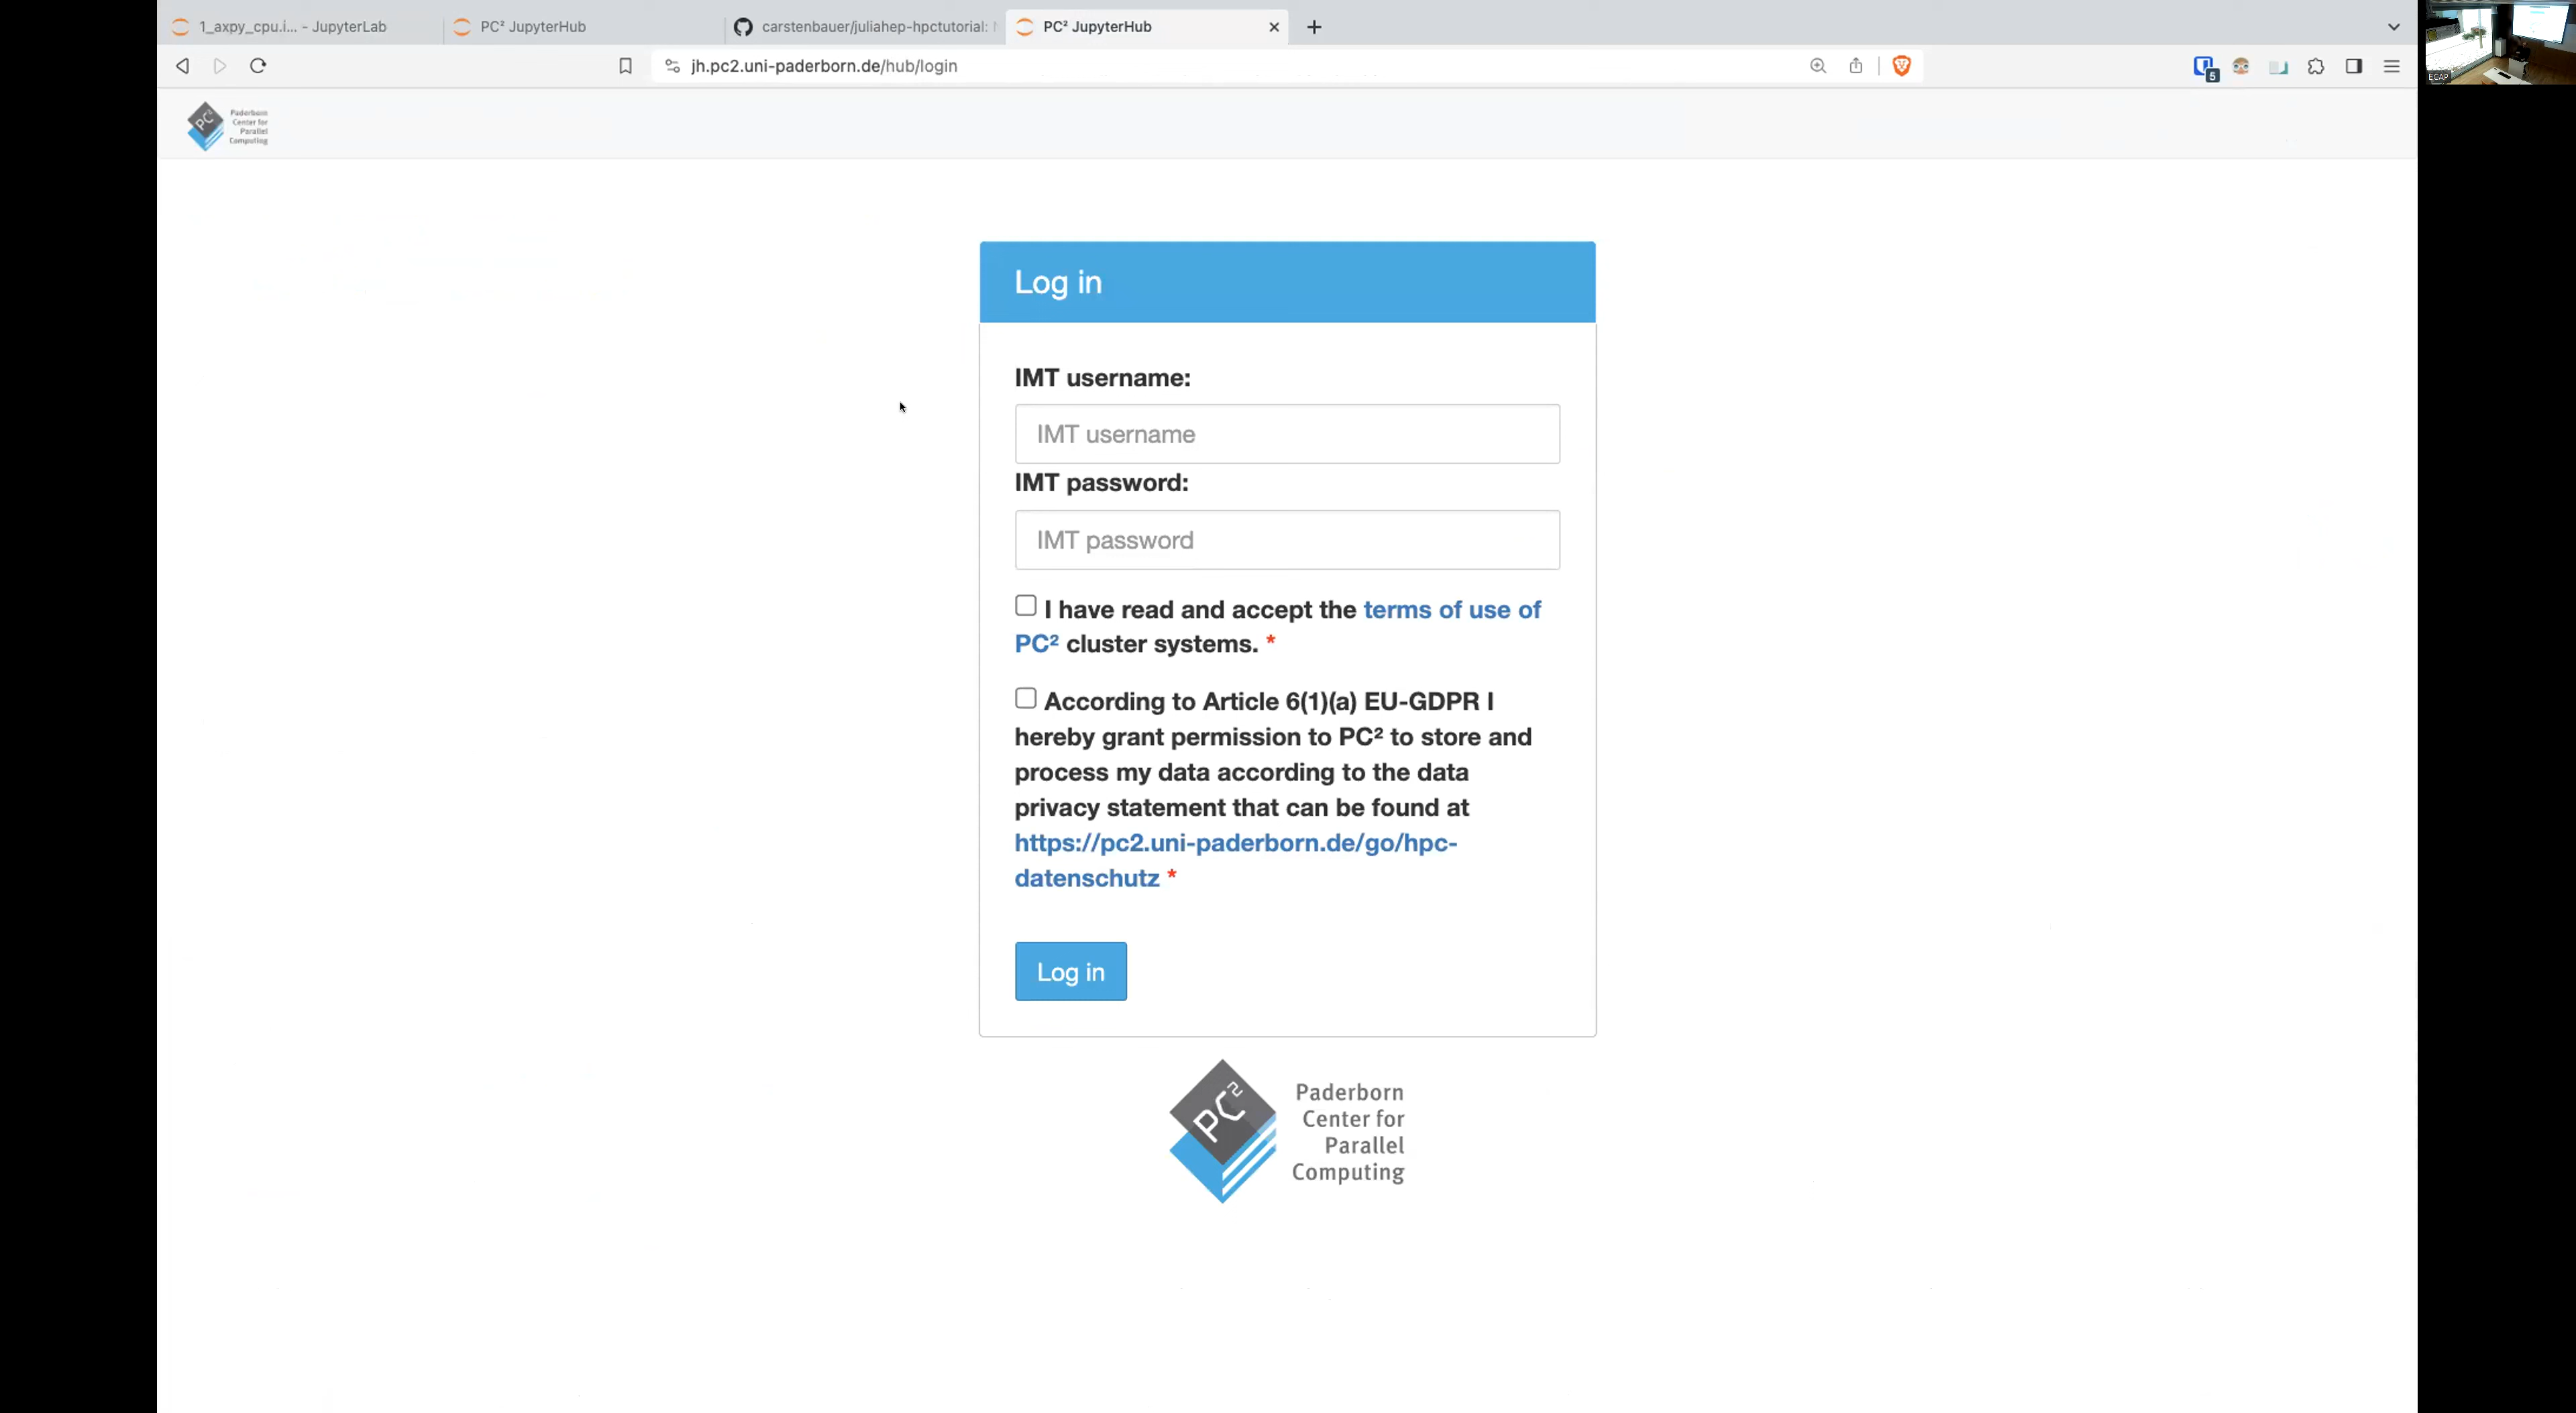 1_axpy_cpu.i... - JupyterLab
PC² JupyterHub
carstenbauer/juliahep-hpctutorial:
PC² JupyterHub
jh.pc2.uni-paderborn.de/hub/login
5
ECAP
PC²
Paderborn
Center for
Parallel
Computing
Log in
IMT username:
IMT username
IMT password:
IMT password
I have read and accept the terms of use of
PC² cluster systems. *
According to Article 6(1)(a) EU-GDPR I
hereby grant permission to PC² to store and
process my data according to the data
privacy statement that can be found at
https://pc2.uni-paderborn.de/go/hpc-
datenschutz *
Log in
PC²
Paderborn
Center for
Parallel
Computing